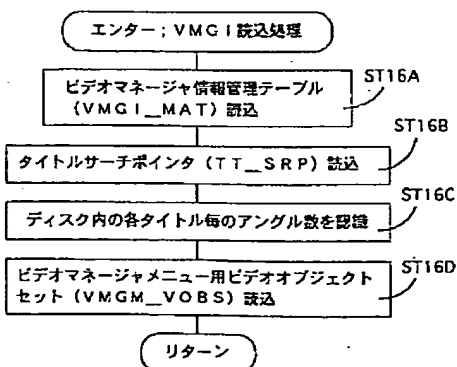 エンター；ＶＭＧＩ読込処理
ST16A
ビデオマネージャ情報管理テーブル
（ＶＭＧＩ＿ＭＡＴ）読込
ST16B
タイトルサーチポインタ（ＴＴ＿ＳＲＰ）読込
ST16C
ディスク内の各タイトル毎のアングル数を認識
ST16D
ビデオマネージャメニュー用ビデオオブジェクト
セット（ＶＭＧＭ＿ＶＯＢＳ）読込
リターン